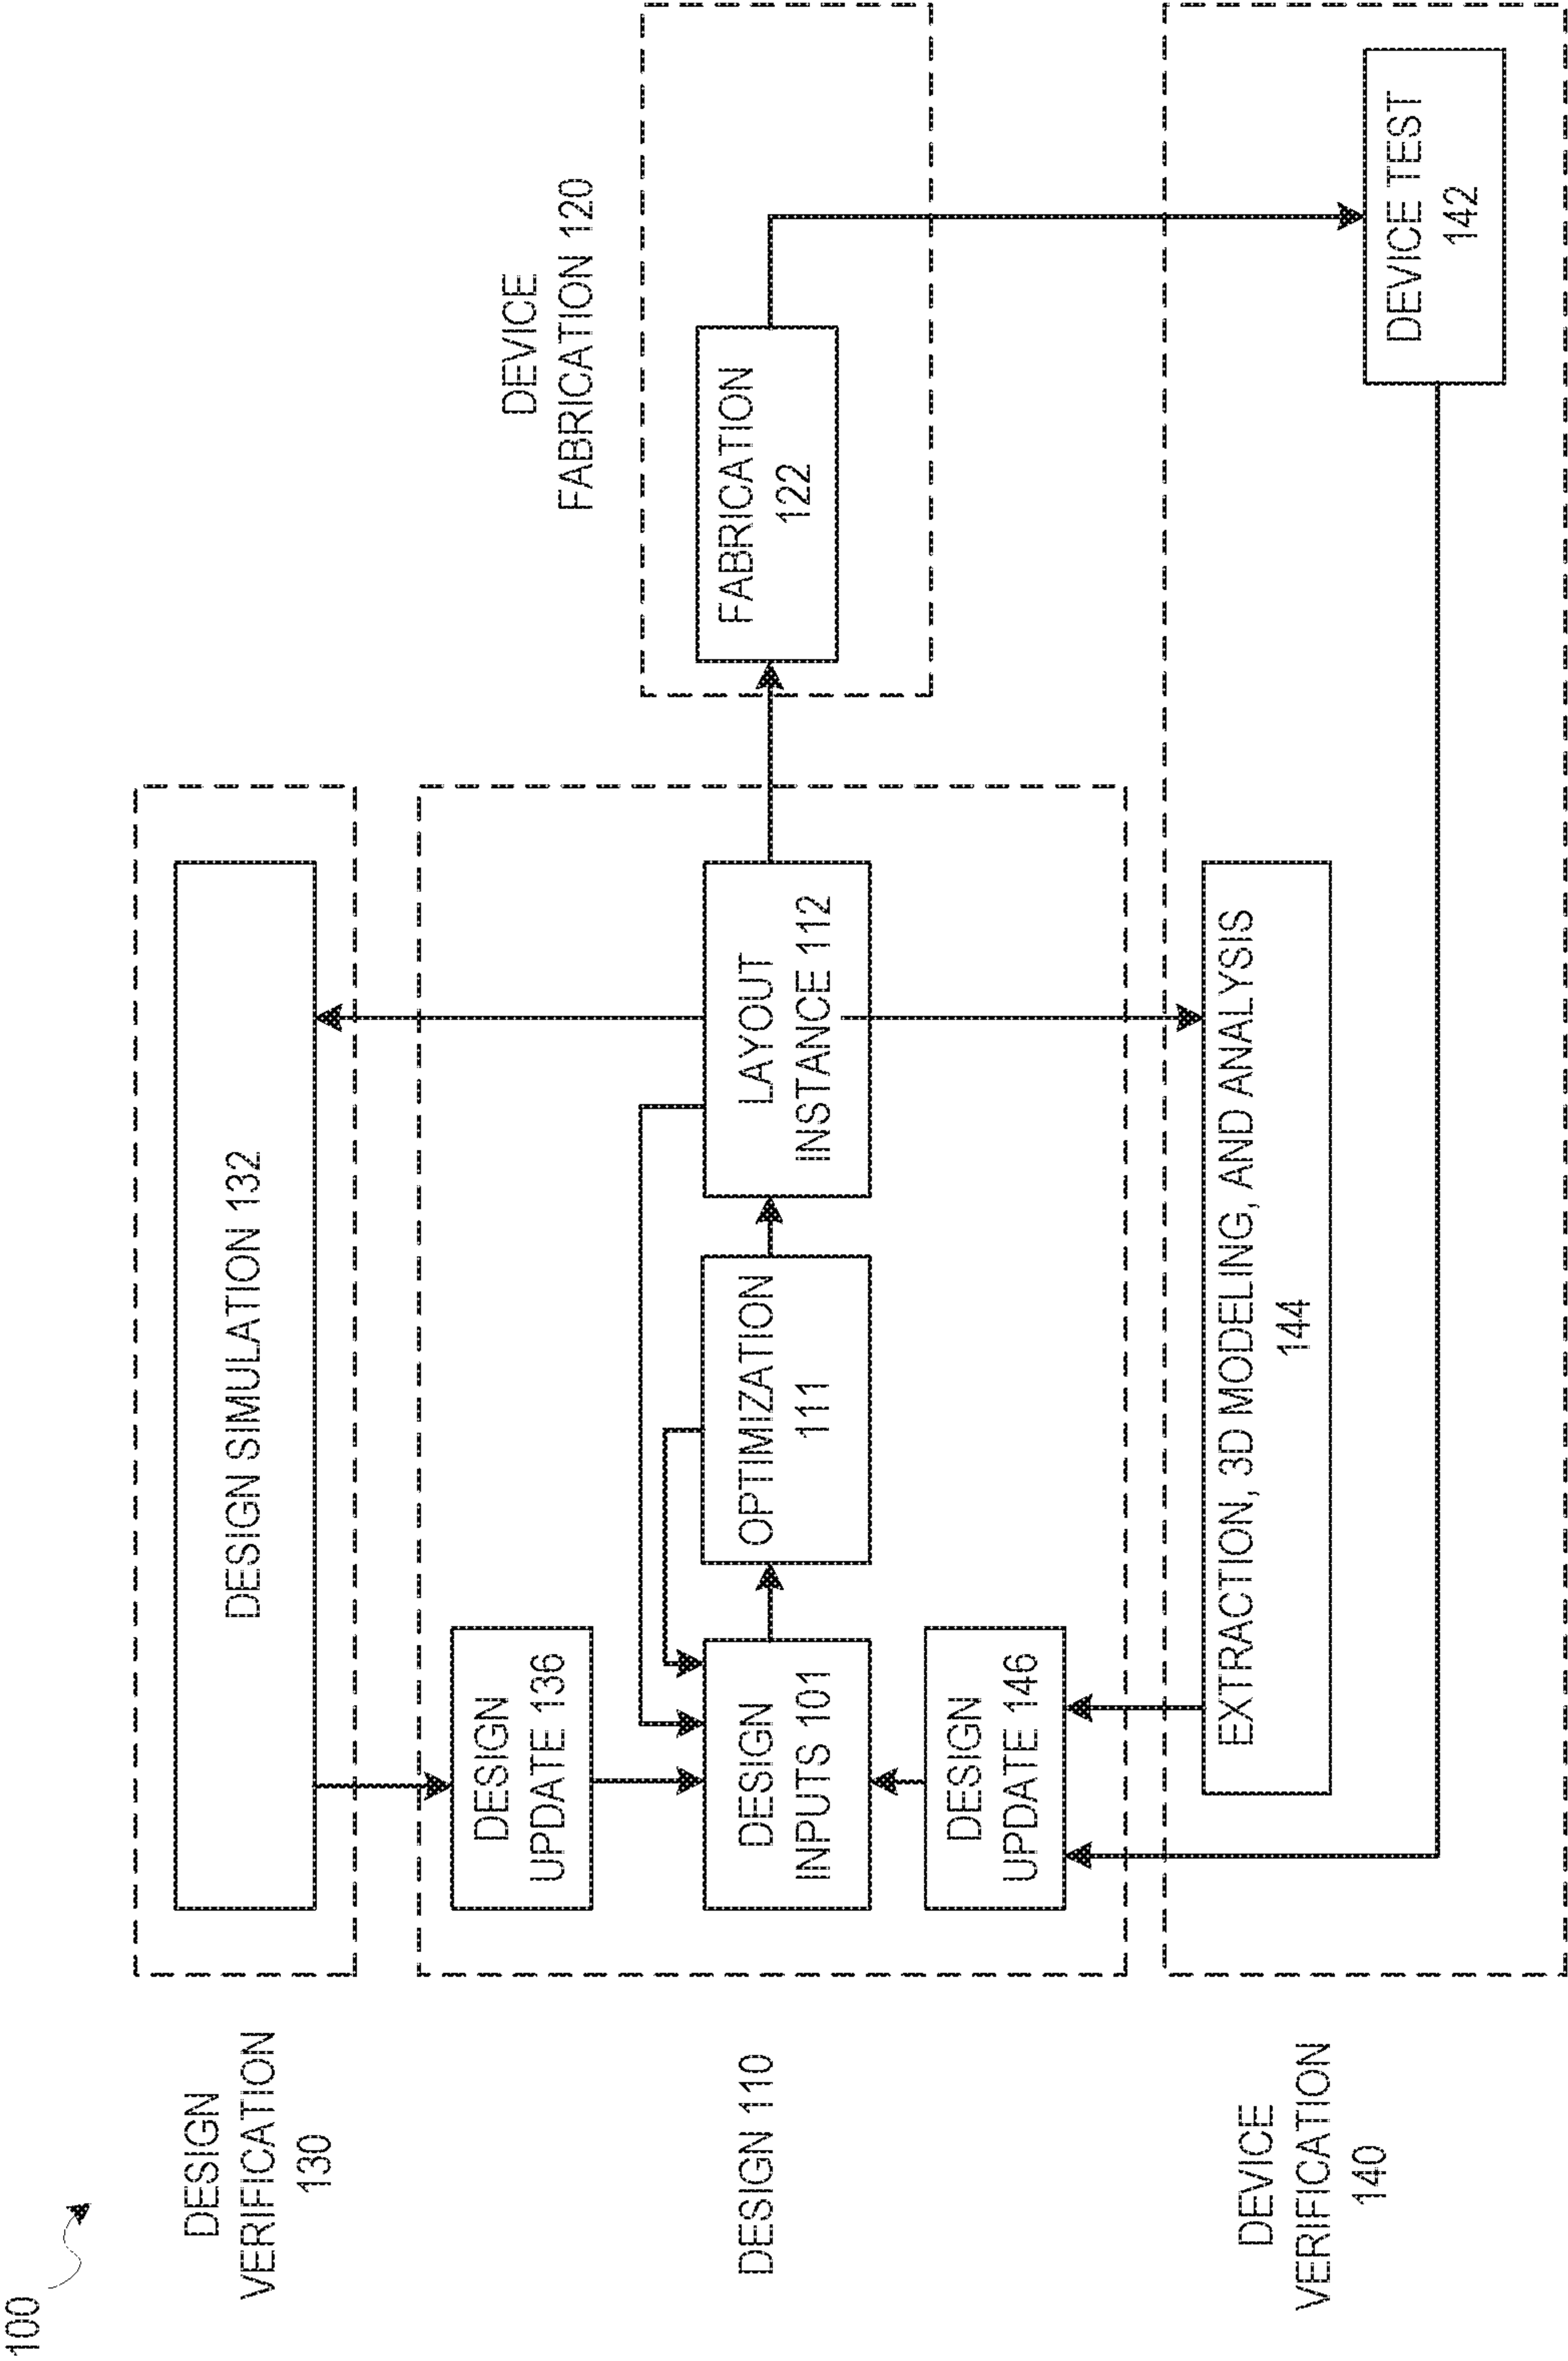 100
DESIGN
VERIFICATION
130
DESIGN SIMULATION 132
DESIGN 110
DESIGN
UPDATE 136
DESIGN
INPUTS 101
OPTIMIZATION
111
LAYOUT
INSTANCE 112
DESIGN
UPDATE 146
DEVICE
FABRICATION 120
FABRICATION
122
DEVICE
VERIFICATION
140
EXTRACTION, 3D MODELING, AND ANALYSIS
144
DEVICE TEST
142